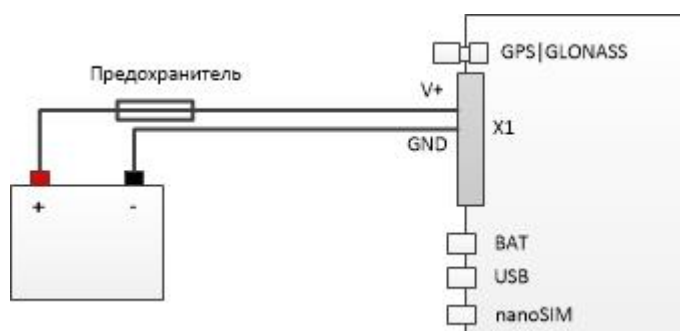 GPS|GLONASS
Предохранитель
V+
X1
GND
+ -
BAT
USB
nanoSIM